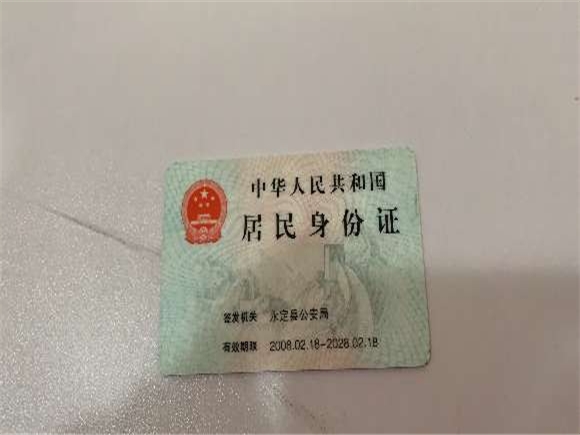 中华人民共和国
居民身份证
签发机关 永定县公安局
有效期限 2008.02.18-2028.02.18